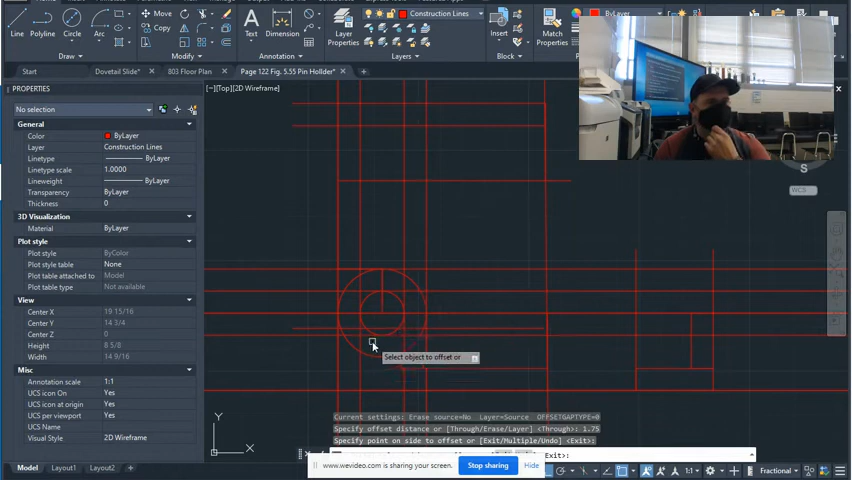 Line Polyline Circle Arc
Move
Copy
Text Dimension
Layer Properties
Construction Lines
Insert
Match Properties
ByLayer
Draw Modify Annotation Layers Block
Start Dovetail Slide* 803 Floor Plan Page 122 Fig. 5.55 Pin Hollder*
PROPERTIES
[−][Top][2D Wireframe]
No selection
General
Color ByLayer
Layer Construction Lines
Linetype ByLayer
Linetype scale 1.0000
Lineweight ByLayer
Transparency ByLayer
Thickness 0
3D Visualization
Material ByLayer
Plot style
Plot style ByColor
Plot style table None
Plot table attached to Model
Plot table type Not available
View
Center X 19 15/16
Center Y 14 3/4
Center Z 0
Height 8 5/8
Width 14 9/16
Misc
Annotation scale 1:1
UCS icon On Yes
UCS icon at origin Yes
UCS per viewport Yes
UCS Name
Visual Style 2D Wireframe
S
WCS
Select object to offset or
Y
X
Current settings: Erase source=No Layer=Source OFFSETGAPTYPE=0
Specify offset distance or [Through/Erase/Layer] <Through>: 1.75
Specify point on side to offset or [Exit/Multiple/Undo] <Exit>:
<Exit>:
www.wevideo.com is sharing your screen. Stop sharing Hide
Model Layout1 Layout2
1:1 Fractional